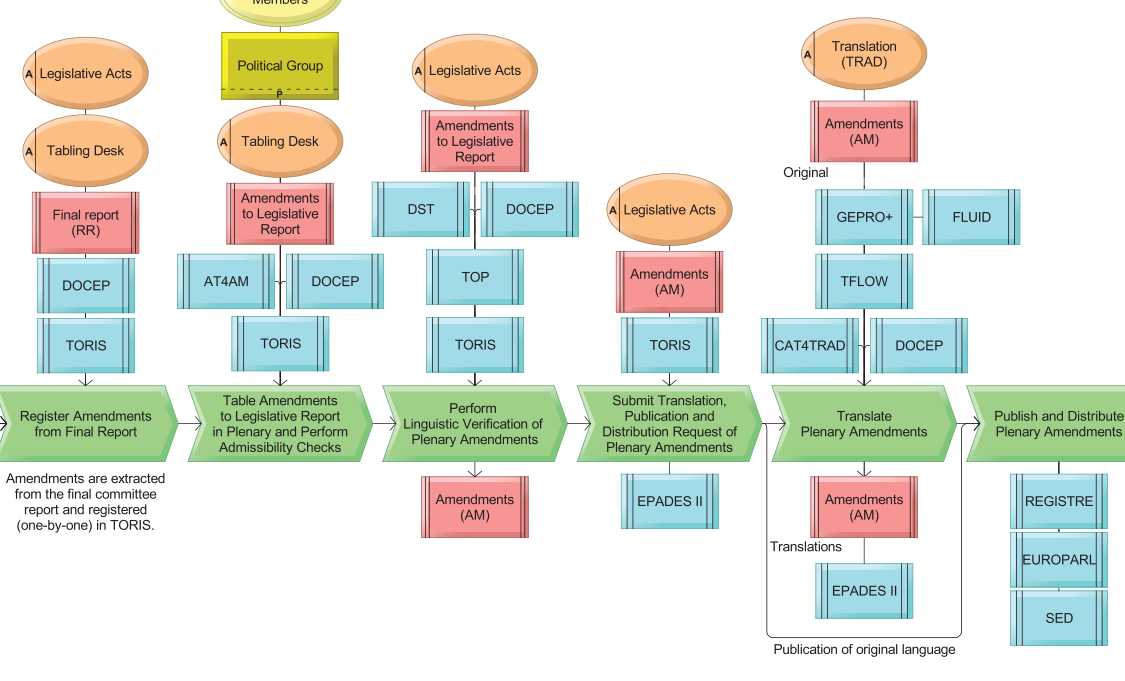 Members
A
Legislative Acts
A
Tabling Desk
Final report
(RR)
DOCEP
TORIS
Register Amendments
from Final Report
Amendments are extracted
from the final committee
report and registered
(one-by-one) in TORIS.
Political Group
P
A
Tabling Desk
Amendments
to Legislative
Report
AT4AM
DOCEP
TORIS
Table Amendments
to Legislative Report
in Plenary and Perform
Admissibility Checks
A
Legislative Acts
Amendments
to Legislative
Report
DST
DOCEP
TOP
TORIS
Perform
Linguistic Verification of
Plenary Amendments
Amendments
(AM)
A
Legislative Acts
Amendments
(AM)
TORIS
Submit Translation,
Publication and
Distribution Request of
Plenary Amendments
EPADES II
A
Translation
(TRAD)
Amendments
(AM)
Original
GEPRO+
FLUID
TFLOW
CAT4TRAD
DOCEP
Translate
Plenary Amendments
Amendments
(AM)
Translations
EPADES II
Publication of original language
Publish and Distribute
Plenary Amendments
REGISTRE
EUROPARL
SED